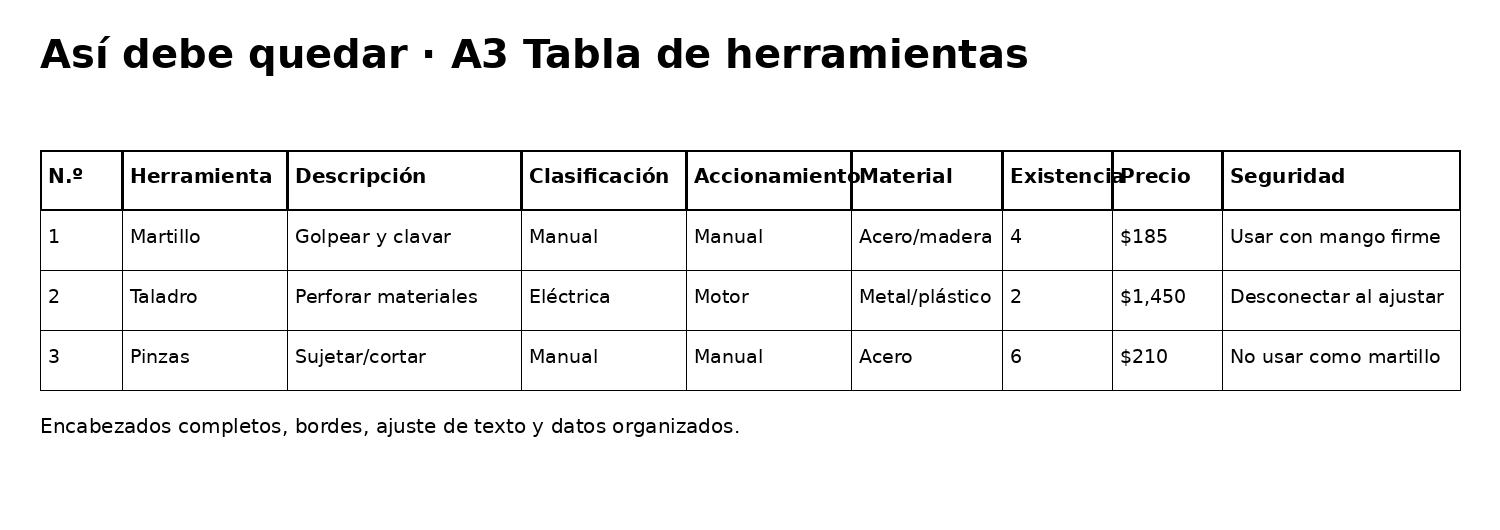 Así debe quedar · A3 Tabla de herramientas
N.º Herramienta Descripción Clasificación Accionamiento Material Existencia Precio Seguridad
1 Martillo Golpear y clavar Manual Manual Acero/madera 4 $185 Usar con mango firme
2 Taladro Perforar materiales Eléctrica Motor Metal/plástico 2 $1,450 Desconectar al ajustar
3 Pinzas Sujetar/cortar Manual Manual Acero 6 $210 No usar como martillo
Encabezados completos, bordes, ajuste de texto y datos organizados.